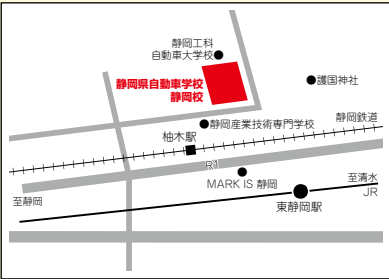 静岡工科
自動車大学校
静岡県自動車学校
静岡校
護国神社
静岡産業技術専門学校
静岡鉄道
柚木駅
R1
MARK IS 静岡
至静岡
至清水
JR
東静岡駅